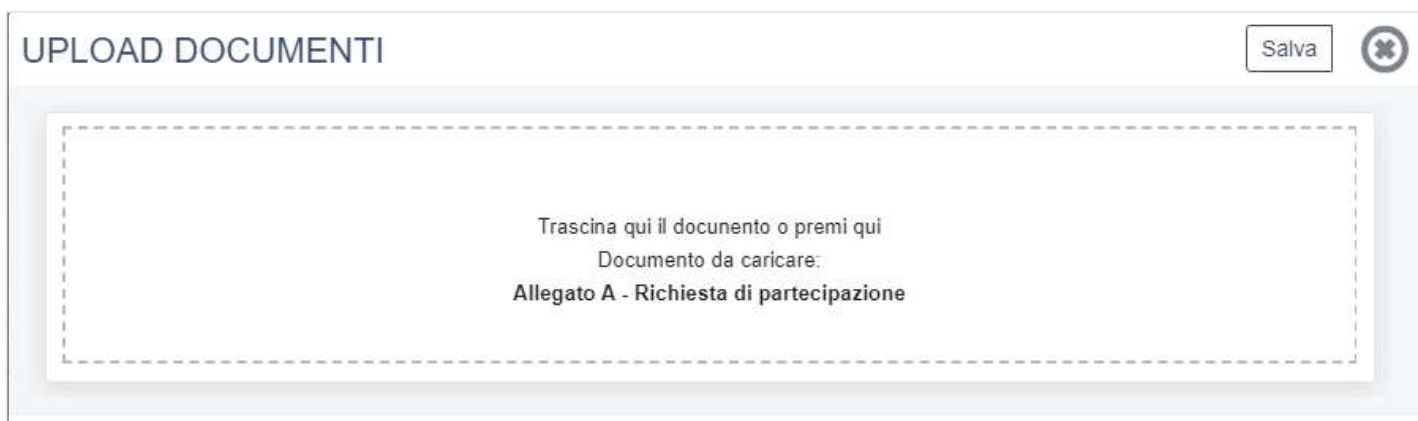 UPLOAD DOCUMENTI
Salva
Trascina qui il docunento o premi qui
Documento da caricare:
Allegato A - Richiesta di partecipazione